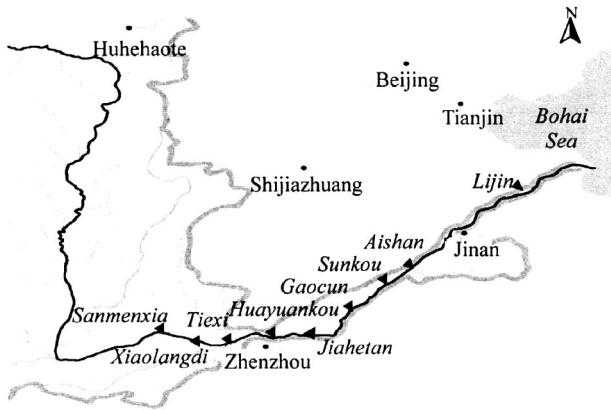 N
Huhehaote
Beijing
Tianjin
Bohai
Sea
Shijiazhuang
Lijin
Jinan
Aishan
Sunkou
Gaocun
Huayuankou
Tiexi
Sanmenxia
Xiaolangdi
Zhenzhou
Jiahetan